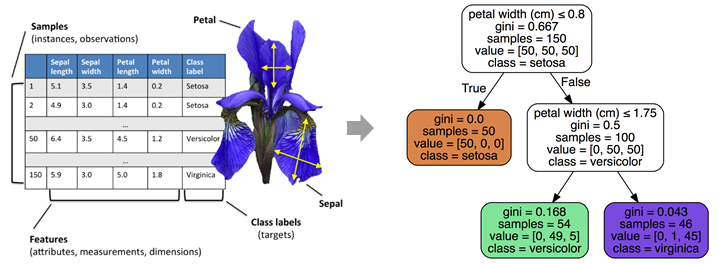 Samples
(instances, observations)
Petal
Sepal length Sepal width Petal length Petal width Class label
1 5.1 3.5 1.4 0.2 Setosa
2 4.9 3.0 1.4 0.2 Setosa
...
50 6.4 3.5 4.5 1.2 Versicolor
...
150 5.9 3.0 5.0 1.8 Virginica
Sepal
Class labels
(targets)
Features
(attributes, measurements, dimensions)
petal width (cm) ≤ 0.8
gini = 0.667
samples = 150
value = [50, 50, 50]
class = setosa
True
False
gini = 0.0
samples = 50
value = [50, 0, 0]
class = setosa
petal width (cm) ≤ 1.75
gini = 0.5
samples = 100
value = [0, 50, 50]
class = versicolor
gini = 0.168
samples = 54
value = [0, 49, 5]
class = versicolor
gini = 0.043
samples = 46
value = [0, 1, 45]
class = virginica